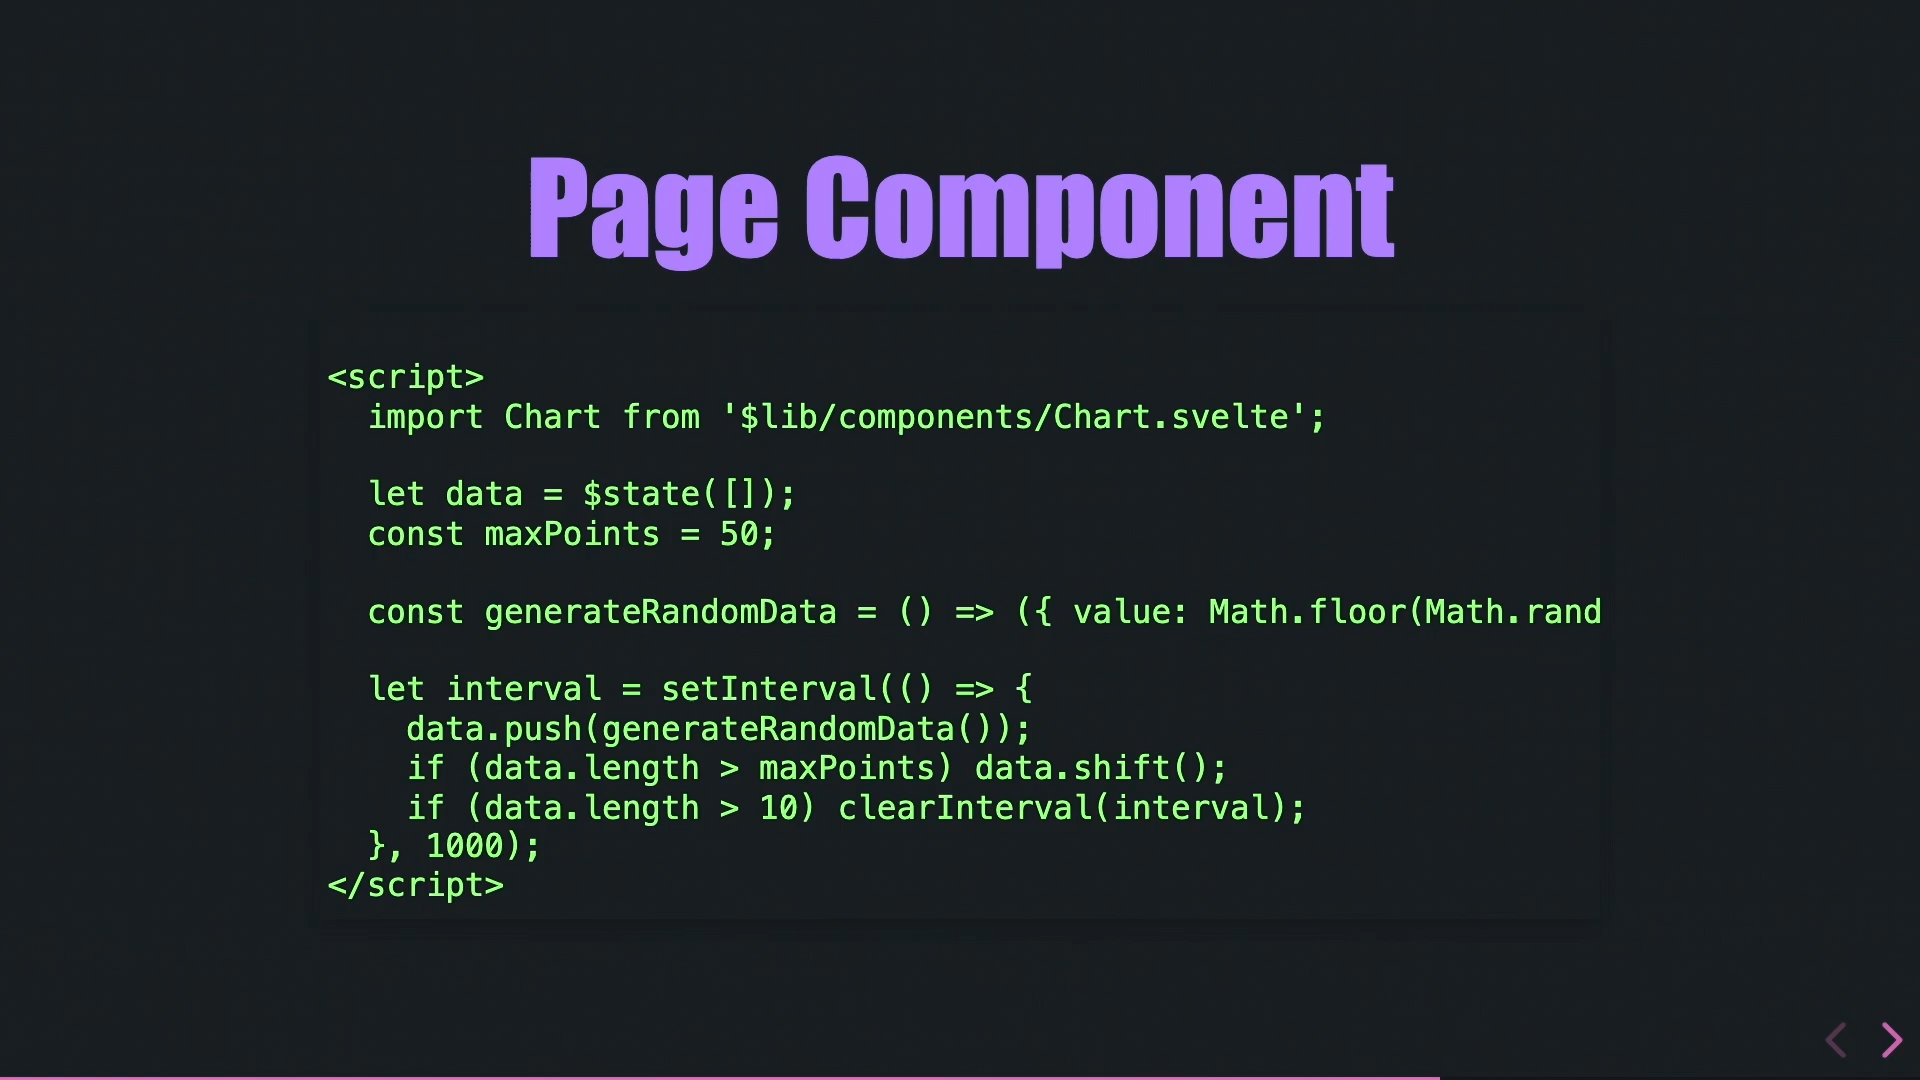 Page Component
<script>
import Chart from '$lib/components/Chart.svelte';
let data = $state([]);
const maxPoints = 50;
const generateRandomData = () => ({ value: Math.floor(Math.rand
let interval = setInterval(() => {
data.push(generateRandomData());
if (data.length > maxPoints) data.shift();
if (data.length > 10) clearInterval(interval);
}, 1000);
</script>